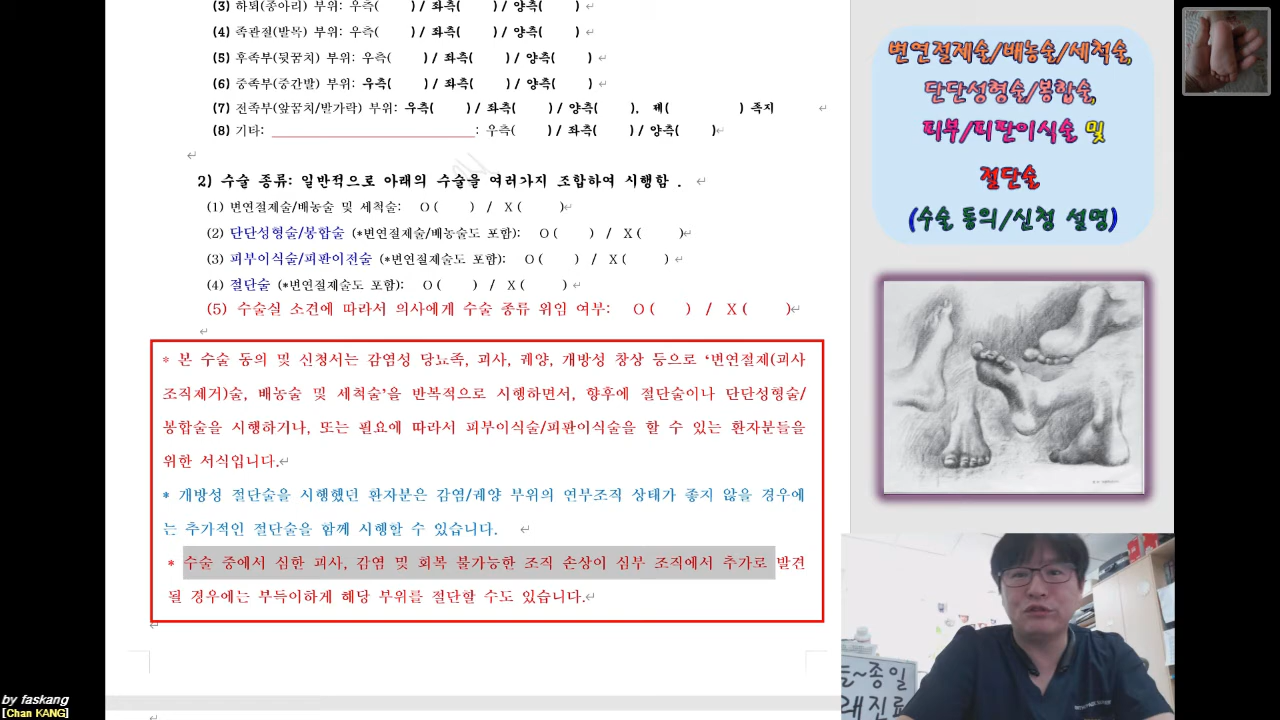 (3) 하퇴(종아리) 부위: 우측( ) / 좌측( ) / 양측( )
(4) 족관절(발목) 부위: 우측( ) / 좌측( ) / 양측( )
(5) 후족부(뒷꿈치) 부위: 우측( ) / 좌측( ) / 양측( )
(6) 중족부(중간발) 부위: 우측( ) / 좌측( ) / 양측( )
(7) 전족부(앞꿈치/발가락) 부위: 우측( ) / 좌측( ) / 양측( ), 제( ) 족지
(8) 기타: : 우측( ) / 좌측( ) / 양측( )
2) 수술 종류: 일반적으로 아래의 수술을 여러가지 조합하여 시행함 .
(1) 변연절제술/배농술 및 세척술: O ( ) / X ( )
(2) 단단성형술/봉합술 (*변연절제술/배농술도 포함): O ( ) / X ( )
(3) 피부이식술/피판이전술 (*변연절제술도 포함): O ( ) / X ( )
(4) 절단술 (*변연절제술도 포함): O ( ) / X ( )
(5) 수술실 소견에 따라서 의사에게 수술 종류 위임 여부: O ( ) / X ( )
* 본 수술 동의 및 신청서는 감염성 당뇨족, 괴사, 궤양, 개방성 창상 등으로 ‘변연절제(괴사
조직제거)술, 배농술 및 세척술’을 반복적으로 시행하면서, 향후에 절단술이나 단단성형술/
봉합술을 시행하기거나, 또는 필요에 따라서 피부이식술/피판이식술을 할 수 있는 환자분들을
위한 서식입니다.
* 개방성 절단술을 시행했던 환자분은 감염/궤양 부위의 연부조직 상태가 좋지 않을 경우에
는 추가적인 절단술을 함께 시행할 수 있습니다.
* 수술 중에서 심한 괴사, 감염 및 회복 불가능한 조직 손상이 심부 조직에서 추가로 발견
될 경우에는 부득이하게 해당 부위를 절단할 수도 있습니다.
변연절제술/배농술/세척술,
단단성형술/봉합술,
피부/피판이식술 및
절단술
(수술 동의/신청 설명)
~종일
래진료
by faskang
[Chan KANG]